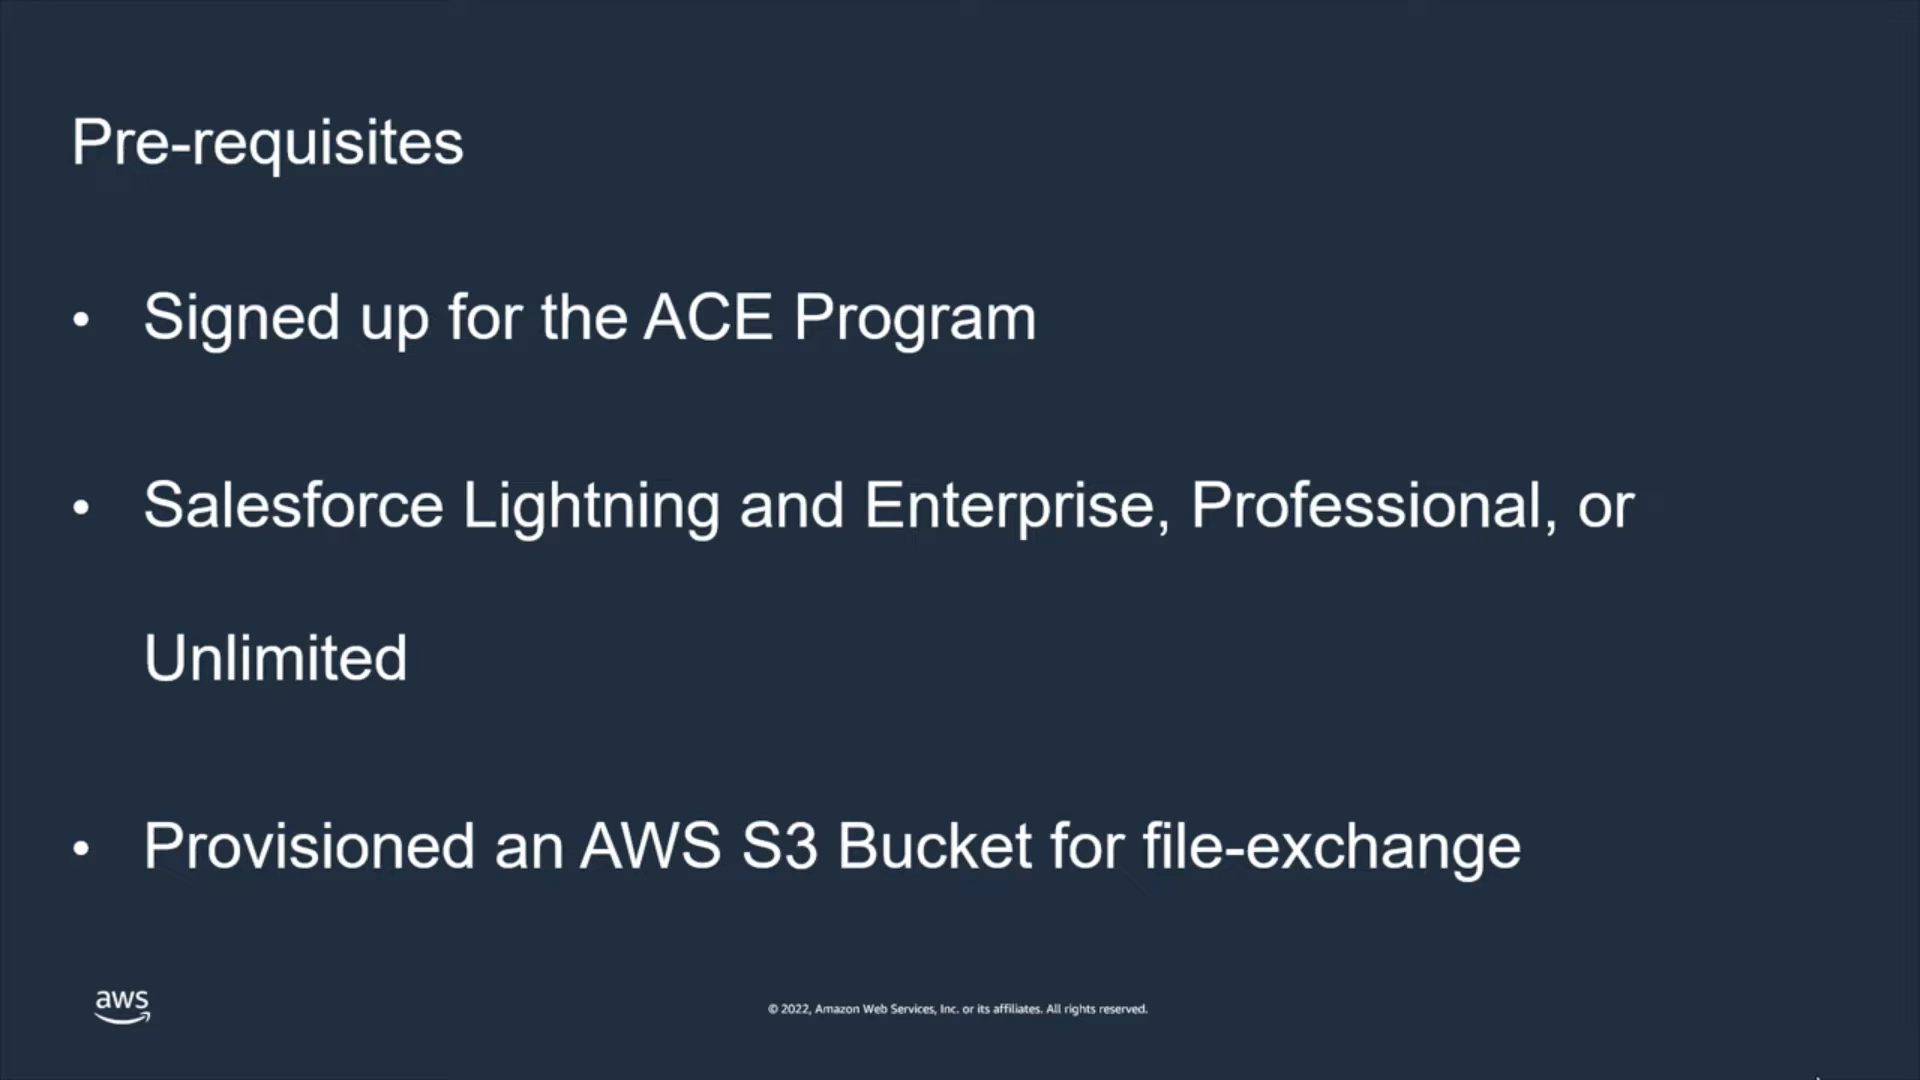 Pre-requisites
• Signed up for the ACE Program
• Salesforce Lightning and Enterprise, Professional, or
Unlimited
• Provisioned an AWS S3 Bucket for file-exchange
aws
© 2022, Amazon Web Services, Inc. or its affiliates. All rights reserved.